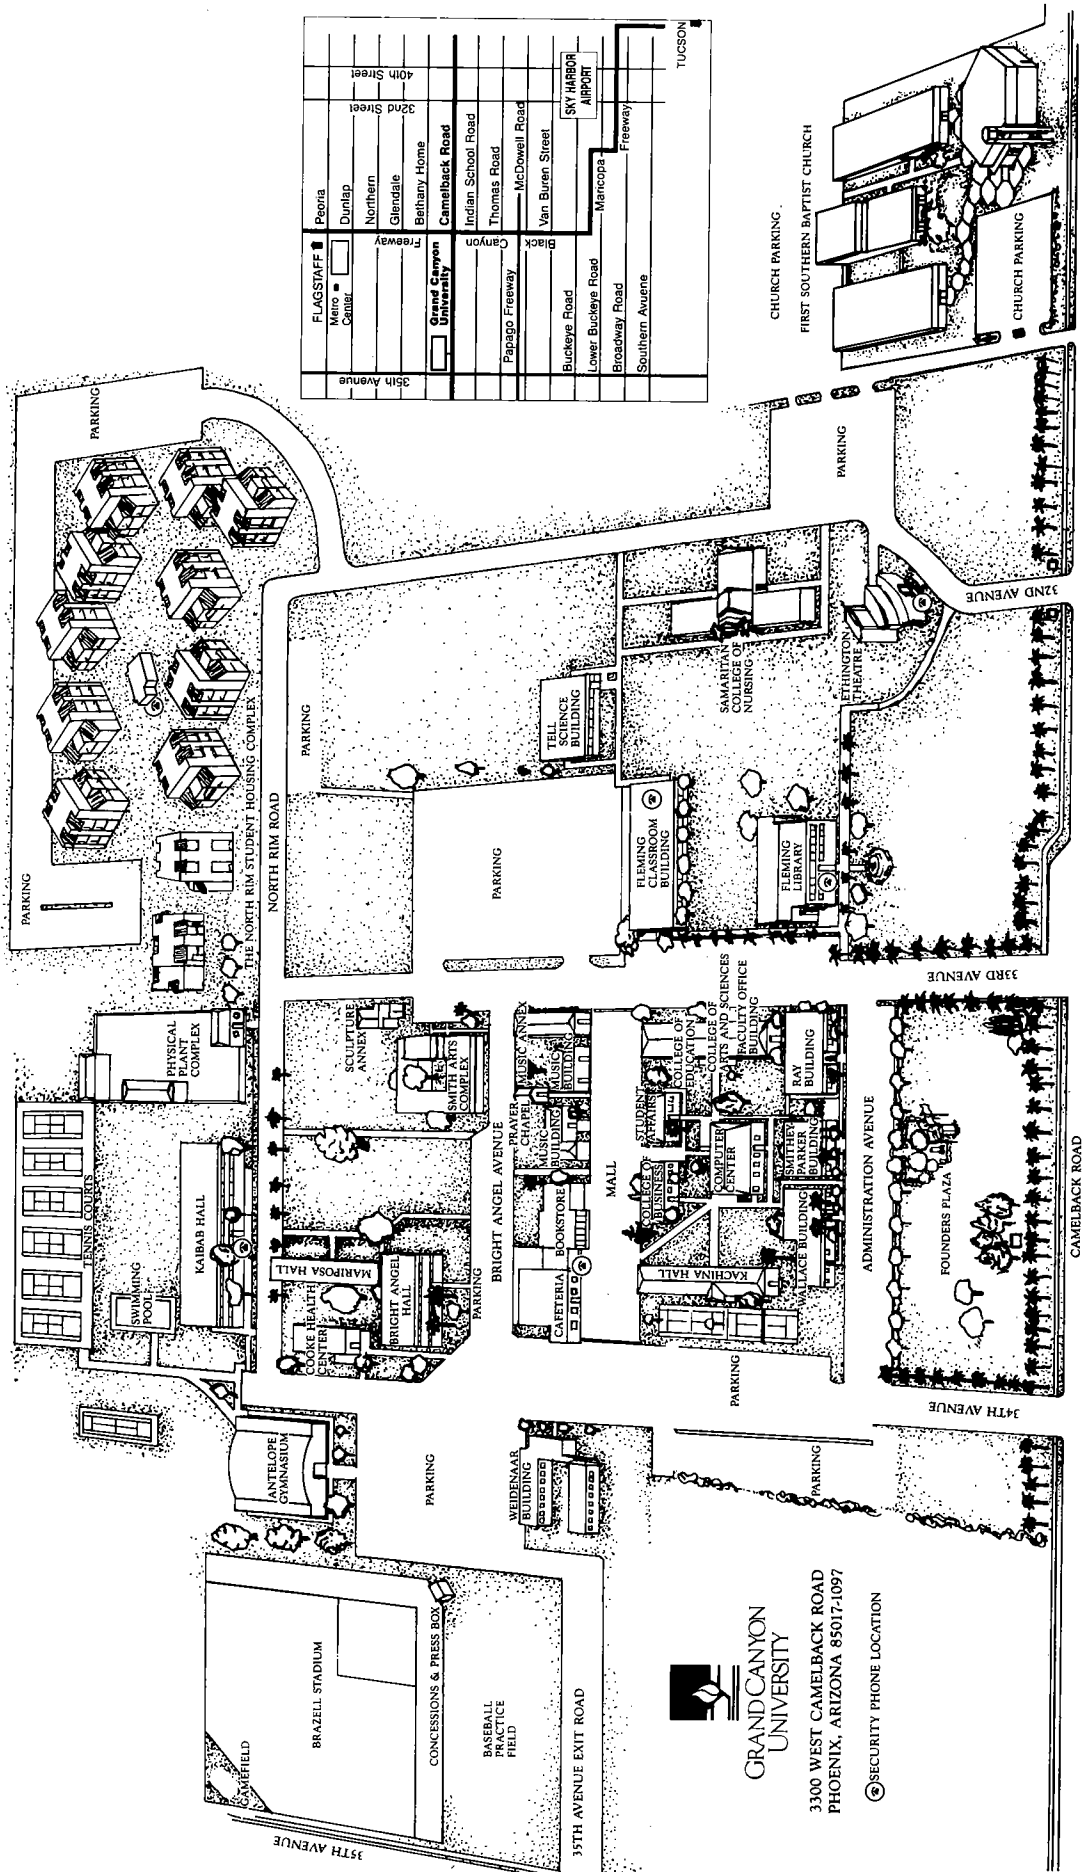 FLAGSTAFF
Metro
Center
Peoria
Dunlap
Northern
Glendale
Bethany Home
Camelback Road
Indian School Road
Thomas Road
McDowell Road
Van Buren Street
Grand Canyon
University
Papago Freeway
Buckeye Road
Lower Buckeye Road
Broadway Road
Southern Avuene
35th Avenue
Black
Canyon
Freeway
32nd Street
40th Street
Maricopa
Freeway
SKY HARBOR
AIRPORT
TUCSON
TENNIS COURTS
SWIMMING
POOL
KAIBAB HALL
PHYSICAL
PLANT
COMPLEX
PARKING
PARKING
THE NORTH RIM STUDENT HOUSING COMPLEX
NORTH RIM ROAD
GAMEFIELD
BRAZELL STADIUM
CONCESSIONS & PRESS BOX
BASEBALL
PRACTICE
FIELD
35TH AVENUE
35TH AVENUE EXIT ROAD
ANTELOPE
GYMNASIUM
PARKING
WEIDENAAR
BUILDING
COOKE HEALTH
CENTER
MARIPOSA HALL
BRIGHT ANGEL
HALL
PARKING
BRIGHT ANGEL AVENUE
SCULPTURE
ANNEX
SMITH ARTS
COMPLEX
PARKING
PARKING
TELL
SCIENCE
BUILDING
CAFETERIA
BOOKSTORE
PRAYER
CHAPEL
MUSIC
BUILDING
MUSIC ANNEX
MUSIC
BUILDING
MALL
FLEMING
CLASSROOM
BUILDING
COLLEGE OF
BUSINESS
STUDENT
AFFAIRS
COLLEGE OF
EDUCATION
COLLEGE OF
ARTS AND SCIENCES
FACULTY OFFICE
BUILDING
COMPUTER
CENTER
KACHINA HALL
WALLACE BUILDING
SMITHEY
PARKER
BUILDING
RAY
BUILDING
FLEMING
LIBRARY
SAMARITAN
COLLEGE OF
NURSING
ETHINGTON
THEATRE
PARKING
PARKING
PARKING
ADMINISTRATION AVENUE
FOUNDERS PLAZA
34TH AVENUE
33RD AVENUE
32ND AVENUE
CAMELBACK ROAD
CHURCH PARKING
FIRST SOUTHERN BAPTIST CHURCH
CHURCH PARKING
GRAND CANYON
UNIVERSITY
3300 WEST CAMELBACK ROAD
PHOENIX, ARIZONA 85017-1097
SECURITY PHONE LOCATION